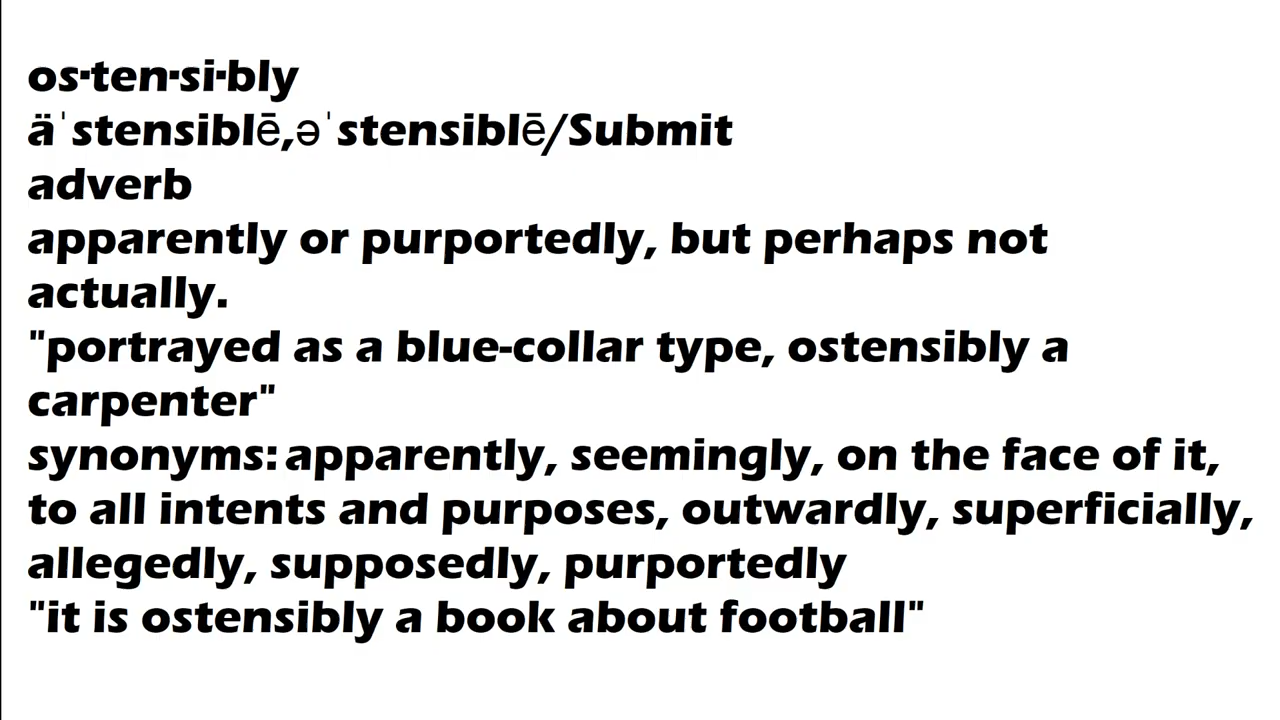 os·ten·si·bly
äˈstensiblē,əˈstensiblē/Submit
adverb
apparently or purportedly, but perhaps not
actually.
"portrayed as a blue-collar type, ostensibly a
carpenter"
synonyms: apparently, seemingly, on the face of it,
to all intents and purposes, outwardly, superficially,
allegedly, supposedly, purportedly
"it is ostensibly a book about football"